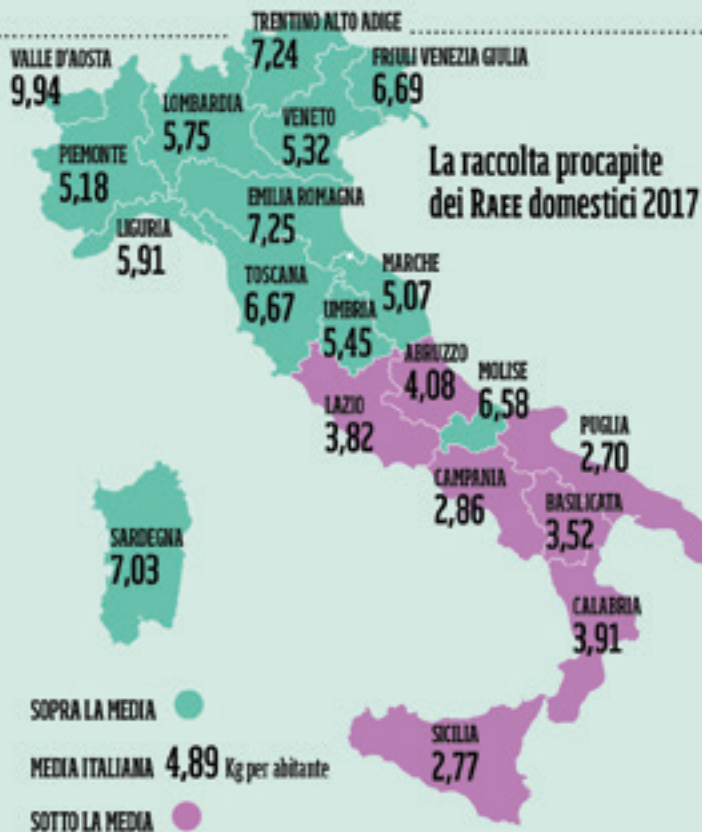 TRENTINO ALTO ADIGE
7,24
VALLE D'AOSTA
9,94
FRIULI VENEZIA GIULIA
6,69
LOMBARDIA
5,75
VENETO
5,32
PIEMONTE
5,18
La raccolta procapite
dei RAEE domestici 2017
EMILIA ROMAGNA
7,25
LIGURIA
5,91
TOSCANA
6,67
MARCHE
5,07
UMBRIA
5,45
ABRUZZO
4,08
MOLISE
6,58
LAZIO
3,82
PUGLIA
2,70
CAMPANIA
2,86
BASILICATA
3,52
SARDEGNA
7,03
CALABRIA
3,91
SICILIA
2,77
SOPRA LA MEDIA
MEDIA ITALIANA 4,89 Kg per abitante
SOTTO LA MEDIA